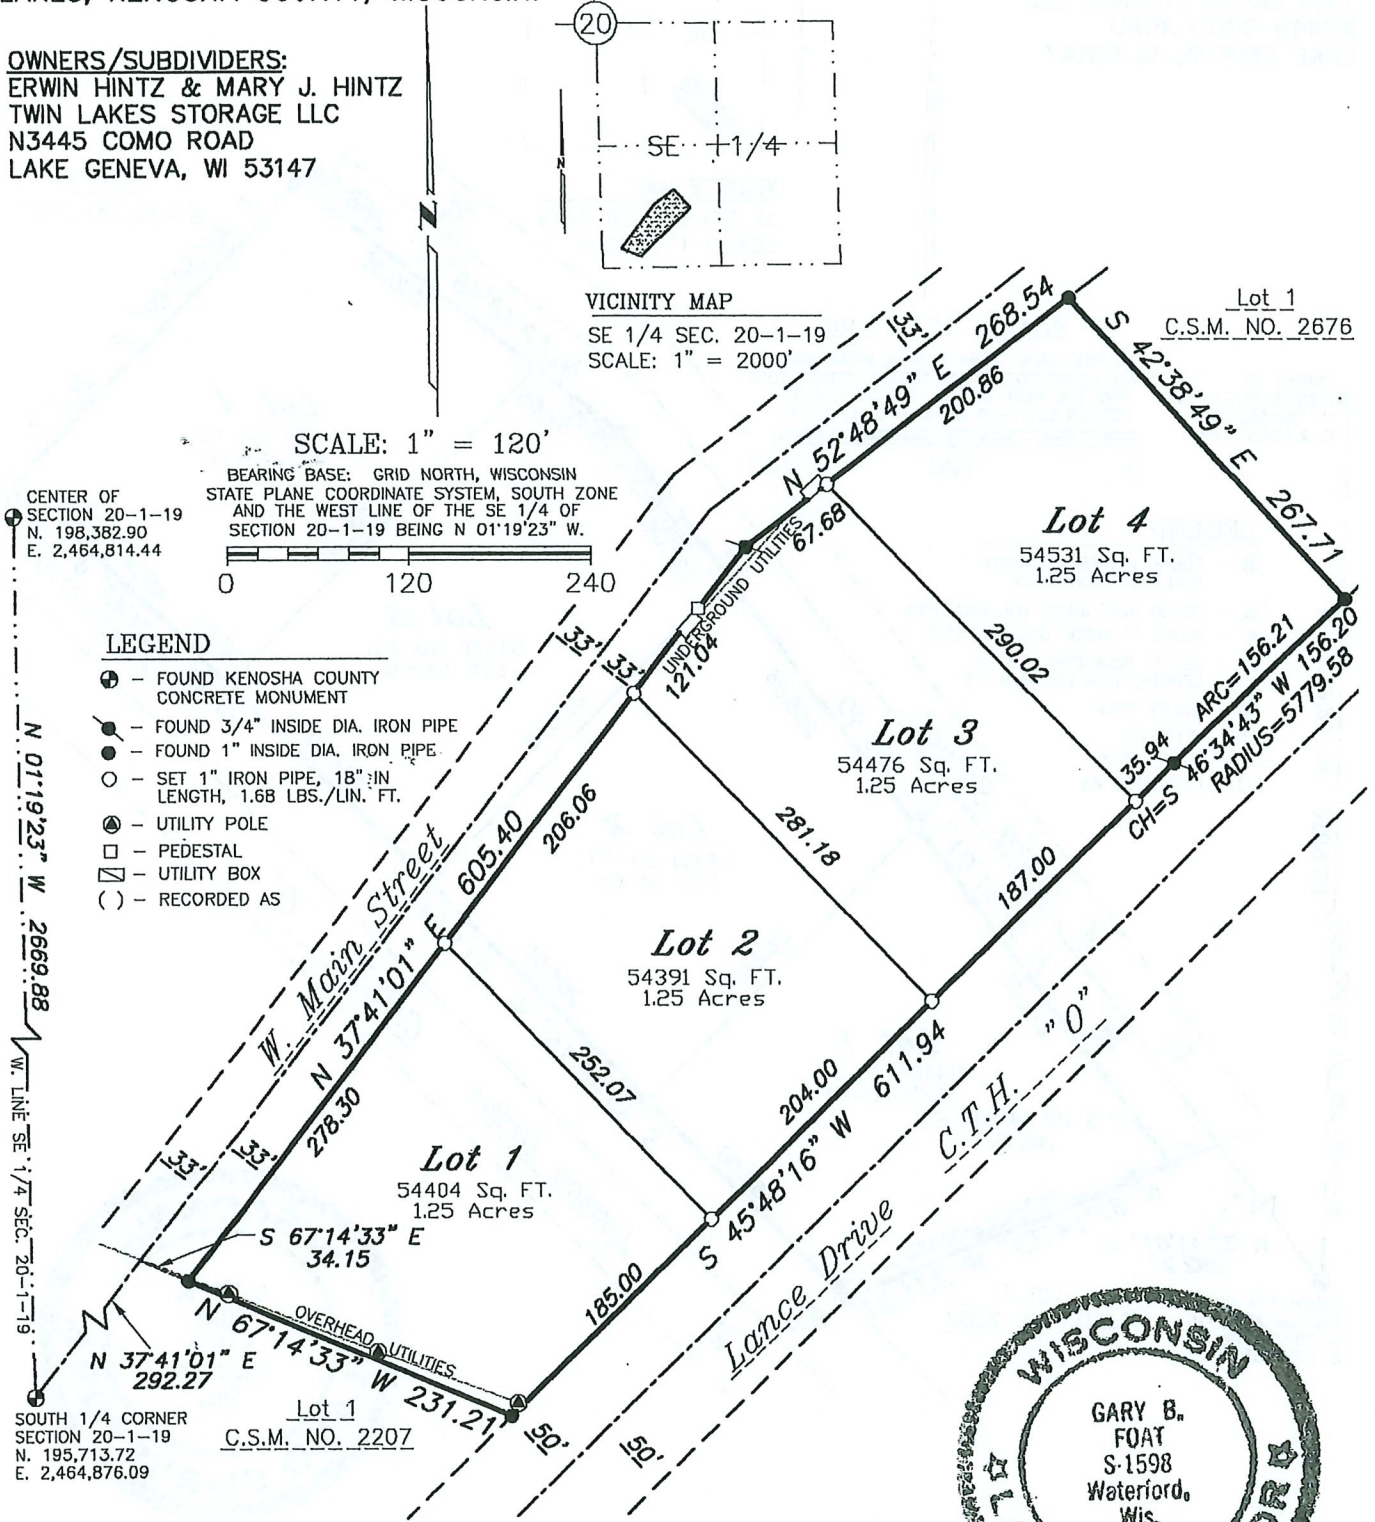 OWNERS/SUBDIVIDERS:
ERWIN HINTZ & MARY J. HINTZ
TWIN LAKES STORAGE LLC
N3445 COMO ROAD
LAKE GENEVA, WI 53147
N
20
SE 1/4
N
VICINITY MAP
SE 1/4 SEC. 20-1-19
SCALE: 1" = 2000'
SCALE: 1" = 120'
BEARING BASE: GRID NORTH, WISCONSIN
STATE PLANE COORDINATE SYSTEM, SOUTH ZONE
AND THE WEST LINE OF THE SE 1/4 OF
SECTION 20-1-19 BEING N 01°19'23" W.
0 120 240
CENTER OF
SECTION 20-1-19
N. 198,382.90
E. 2,464,814.44
LEGEND
- FOUND KENOSHA COUNTY
CONCRETE MONUMENT
- FOUND 3/4" INSIDE DIA. IRON PIPE
- FOUND 1" INSIDE DIA. IRON PIPE
- SET 1" IRON PIPE, 18" IN
LENGTH, 1.68 LBS./LIN. FT.
- UTILITY POLE
- PEDESTAL
- UTILITY BOX
( ) - RECORDED AS
N 01°19'23" W 2669.88
W. LINE SE 1/4 SEC. 20-1-19
Lot 1
C.S.M. NO. 2676
33'
N 52°48'49" E 268.54
200.86
67.68
S 42°38'49" E 267.71
UNDERGROUND UTILITIES
121.04
33'
33'
Lot 4
54531 Sq. FT.
1.25 Acres
290.02
ARC=156.21
CH=S 46°34'43" W 156.20
RADIUS=5779.58
35.94
Lot 3
54476 Sq. FT.
1.25 Acres
281.18
187.00
N 37°41'01" E 605.40
206.06
W. Main Street
Lot 2
54391 Sq. FT.
1.25 Acres
252.07
204.00
S 45°48'16" W 611.94
278.30
33'
33'
Lot 1
54404 Sq. FT.
1.25 Acres
185.00
S 67°14'33" E
34.15
OVERHEAD UTILITIES
N 67°14'33" W 231.21
N 37°41'01" E
292.27
Lot 1
C.S.M. NO. 2207
50'
50'
Lance Drive C.T.H. "O"
SOUTH 1/4 CORNER
SECTION 20-1-19
N. 195,713.72
E. 2,464,876.09
WISCONSIN
GARY B.
FOAT
S-1598
Waterford,
Wis.